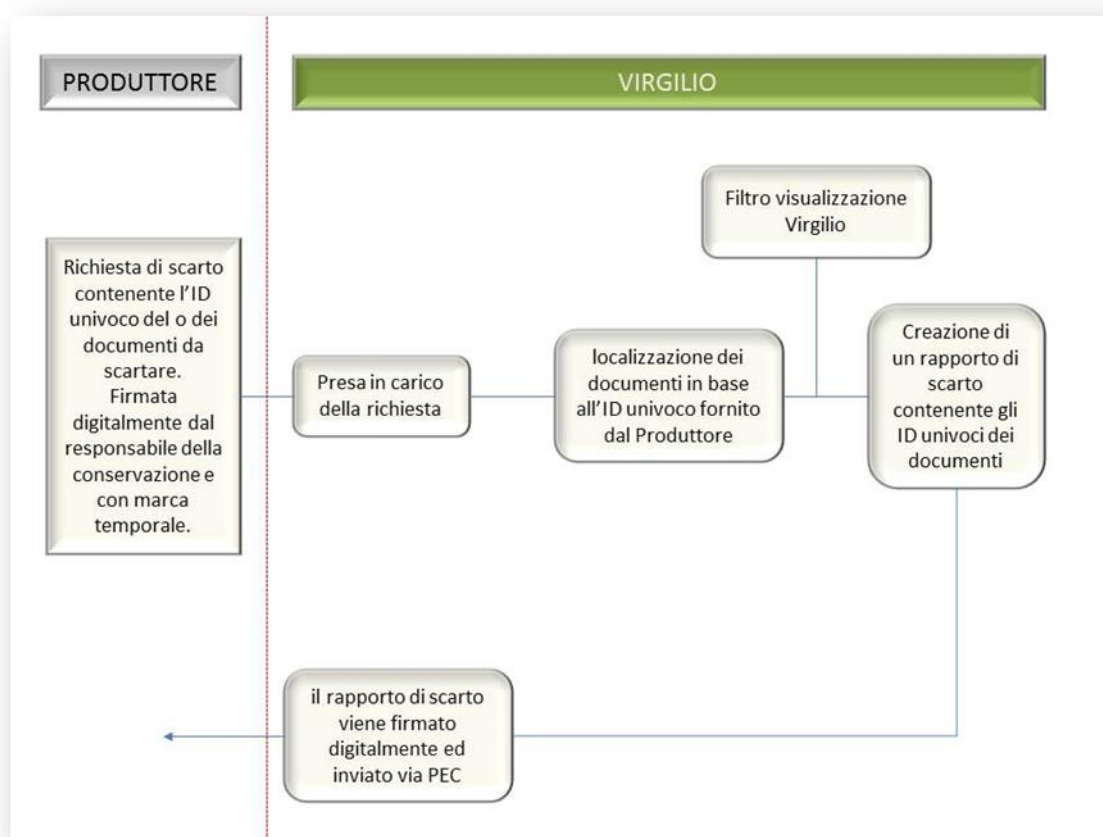 PRODUTTORE
VIRGILIO
Richiesta di scarto
contenente l'ID
univoco del o dei
documenti da
scartare.
Firmata
digitalmente dal
responsabile della
conservazione e
con marca
temporale.
Presa in carico
della richiesta
localizzazione dei
documenti in base
all'ID univoco fornito
dal Produttore
Filtro visualizzazione
Virgilio
Creazione di
un rapporto di
scarto
contenente gli
ID univoci dei
documenti
il rapporto di scarto
viene firmato
digitalmente ed
inviato via PEC